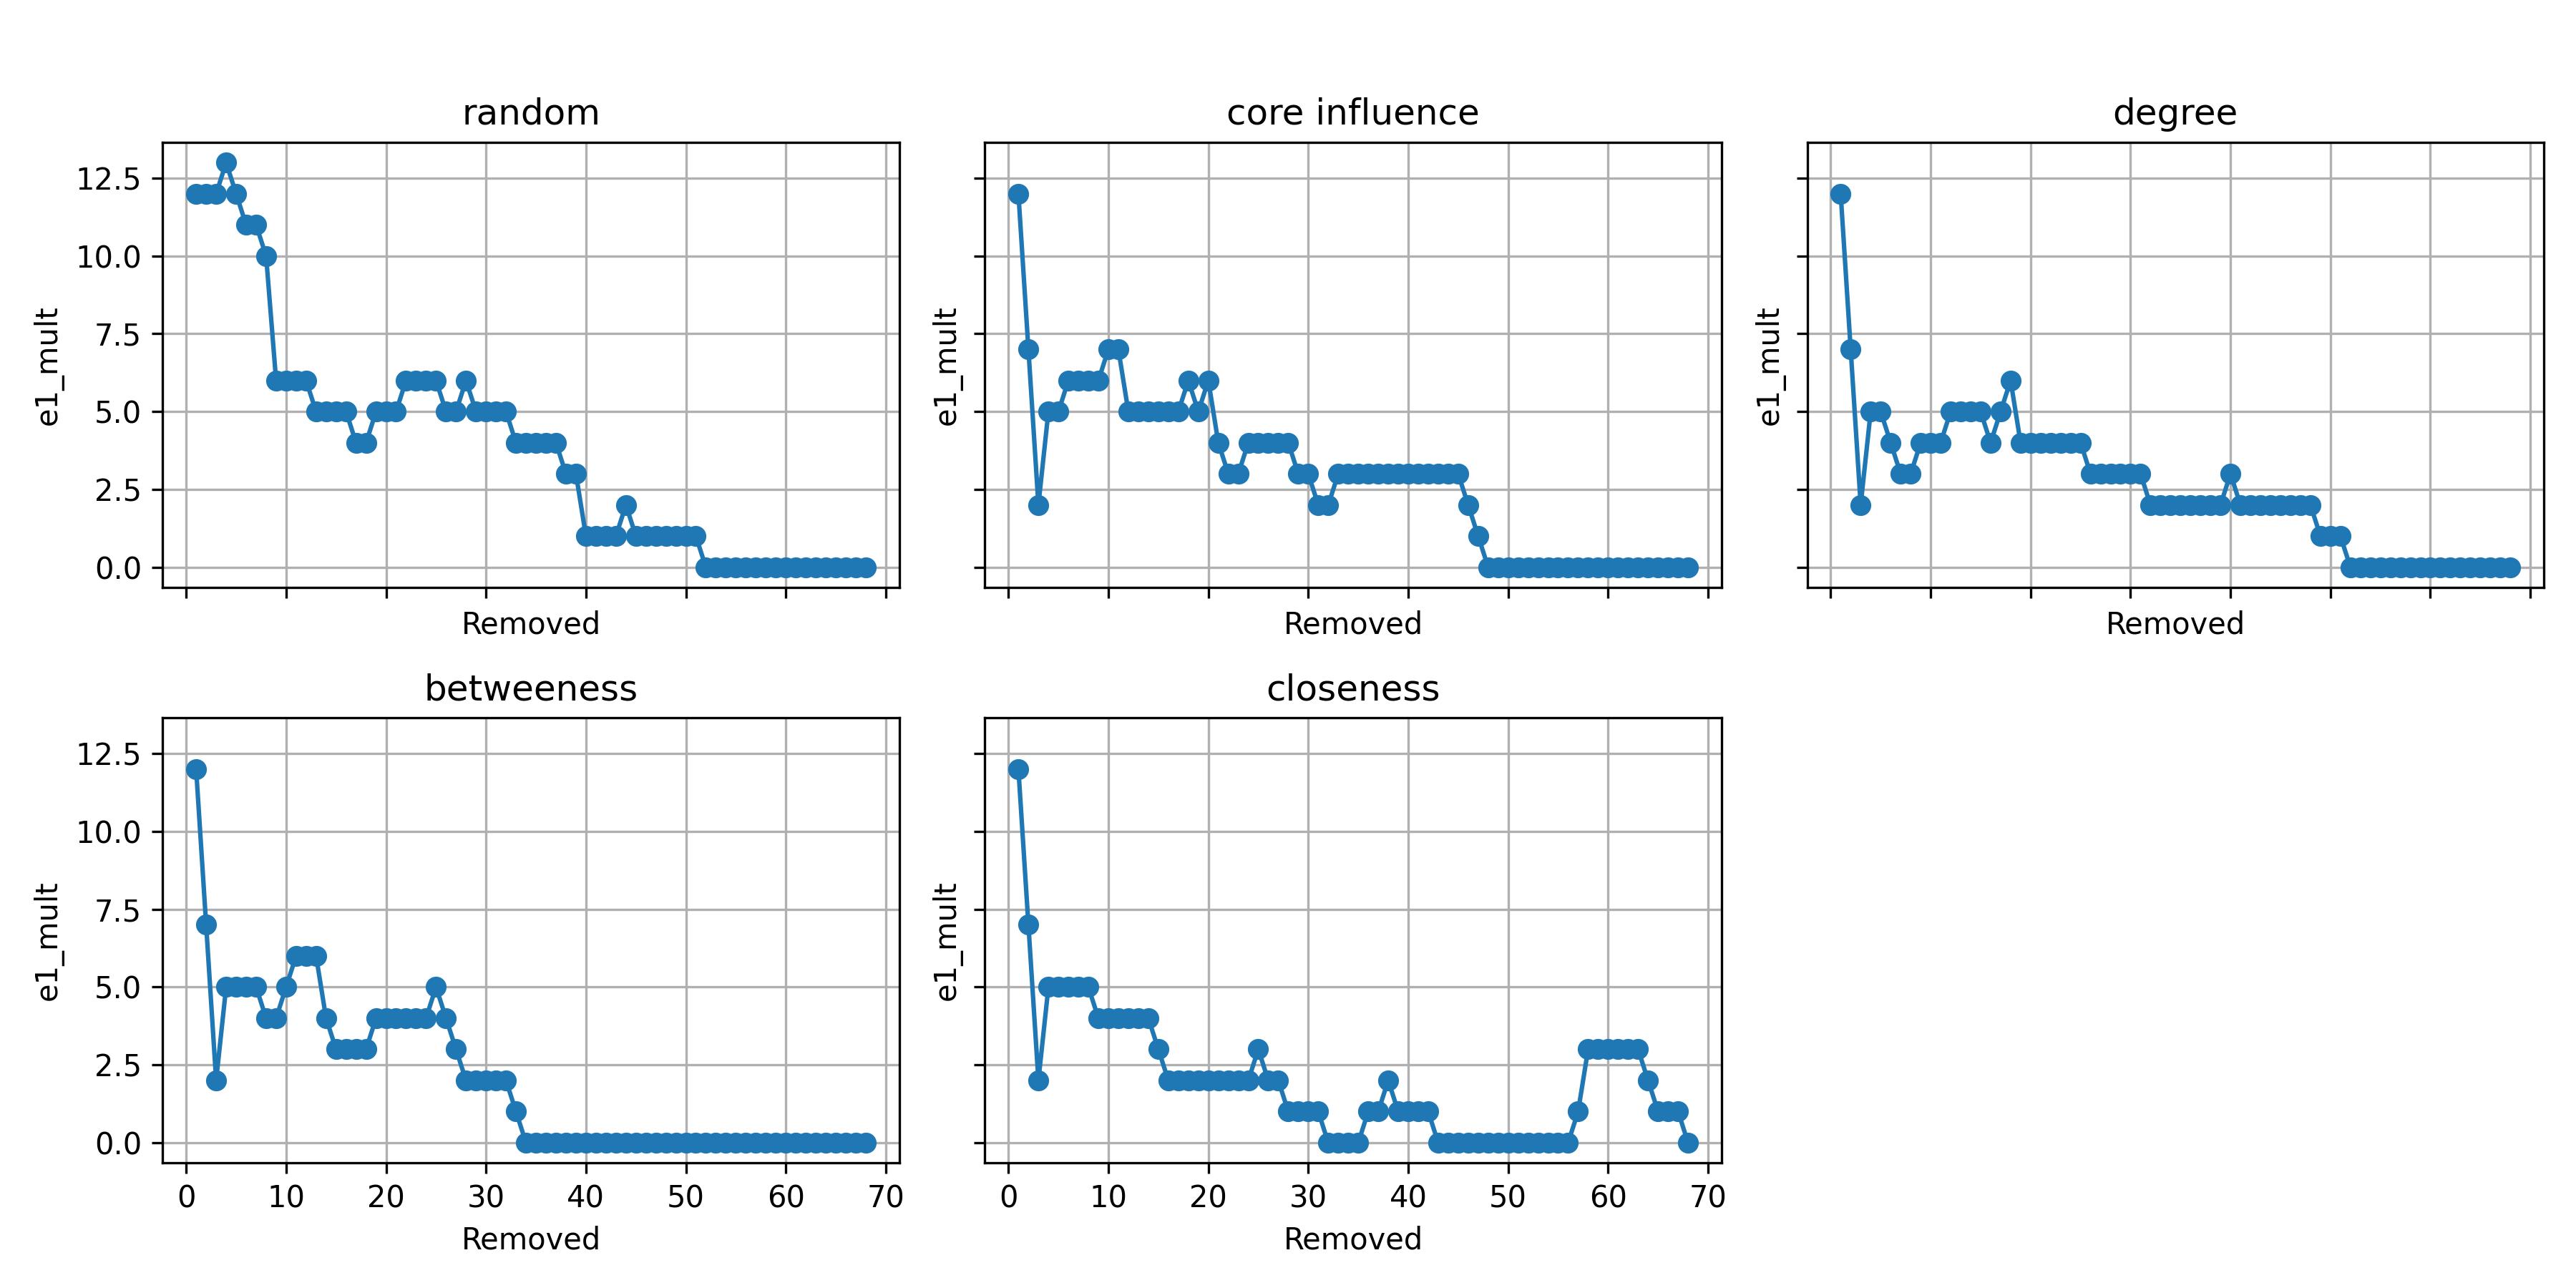 random
core influence
degree
e1_mult
12.5
10.0
7.5
5.0
2.5
0.0
Removed
e1_mult
Removed
e1_mult
Removed
betweeness
closeness
e1_mult
12.5
10.0
7.5
5.0
2.5
0.0
0 10 20 30 40 50 60 70
Removed
e1_mult
0 10 20 30 40 50 60 70
Removed